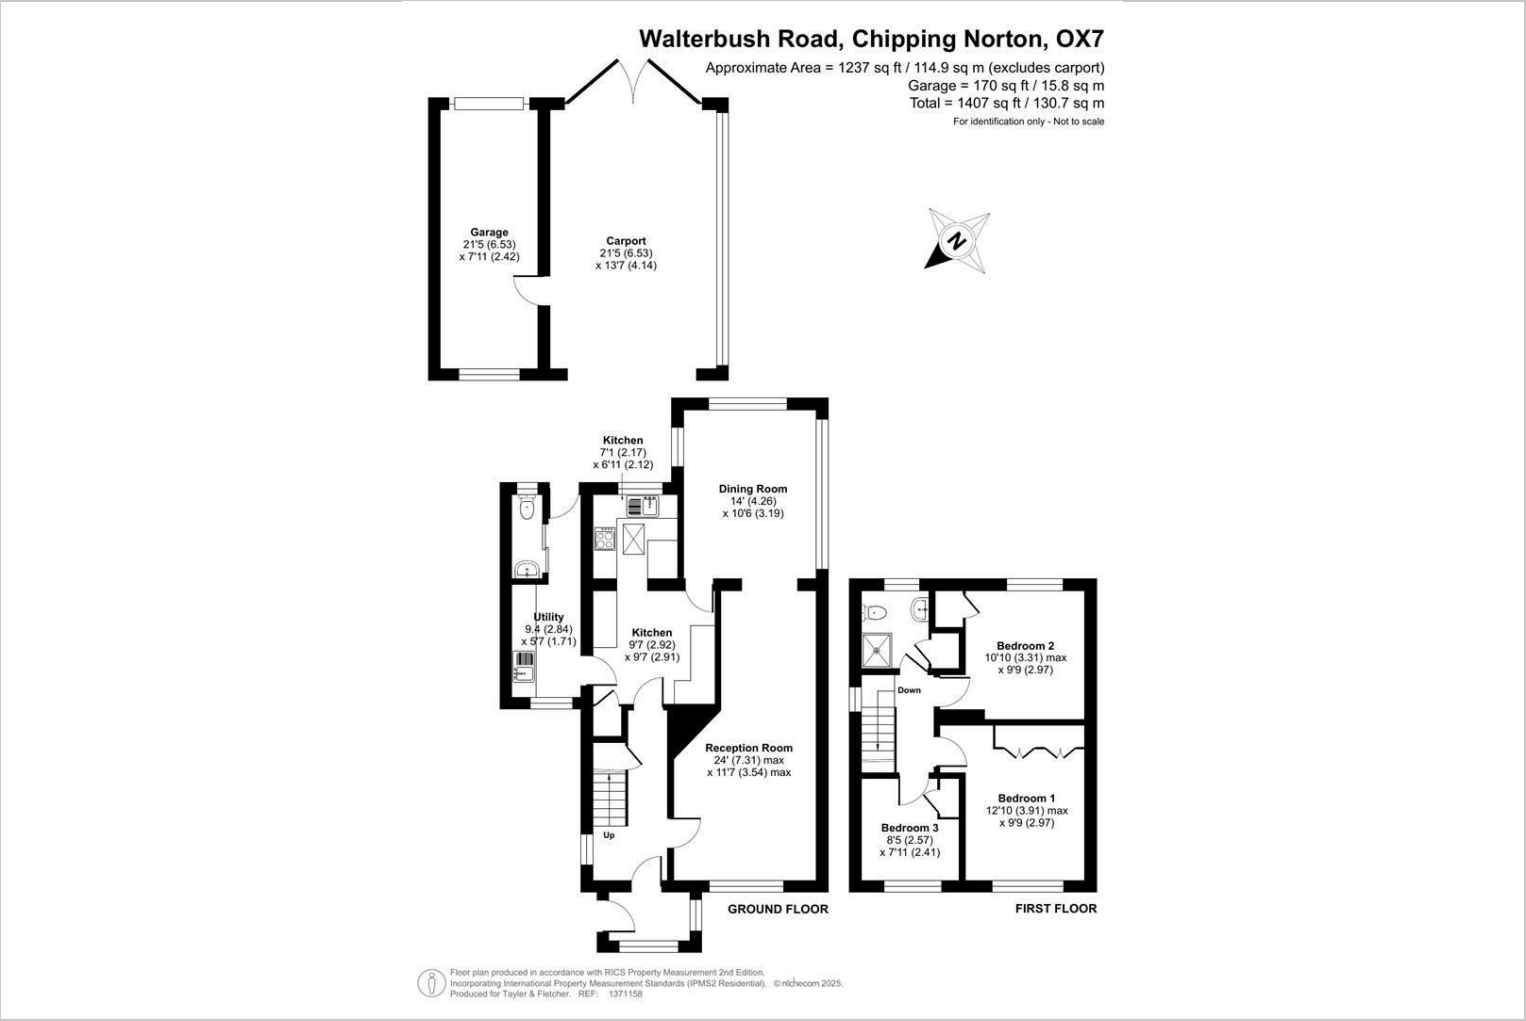 Walterbush Road, Chipping Norton, OX7
Approximate Area = 1237 sq ft / 114.9 sq m (excludes carport)
Garage = 170 sq ft / 15.8 sq m
Total = 1407 sq ft / 130.7 sq m
For identification only - Not to scale
N
Garage
21'5 (6.53)
x 7'11 (2.42)
Carport
21'5 (6.53)
x 13'7 (4.14)
Kitchen
7'1 (2.17)
x 6'11 (2.12)
Dining Room
14' (4.26)
x 10'6 (3.19)
Utility
9.4 (2.84)
x 5'7 (1.71)
Kitchen
9'7 (2.92)
x 9'7 (2.91)
Reception Room
24' (7.31) max
x 11'7 (3.54) max
Up
GROUND FLOOR
Bedroom 2
10'10 (3.31) max
x 9'9 (2.97)
Down
Bedroom 1
12'10 (3.91) max
x 9'9 (2.97)
Bedroom 3
8'5 (2.57)
x 7'11 (2.41)
FIRST FLOOR
Floor plan produced in accordance with RICS Property Measurement 2nd Edition,
Incorporating International Property Measurement Standards (IPMS2 Residential). © nichecom 2025.
Produced for Tayler & Fletcher. REF: 1371158